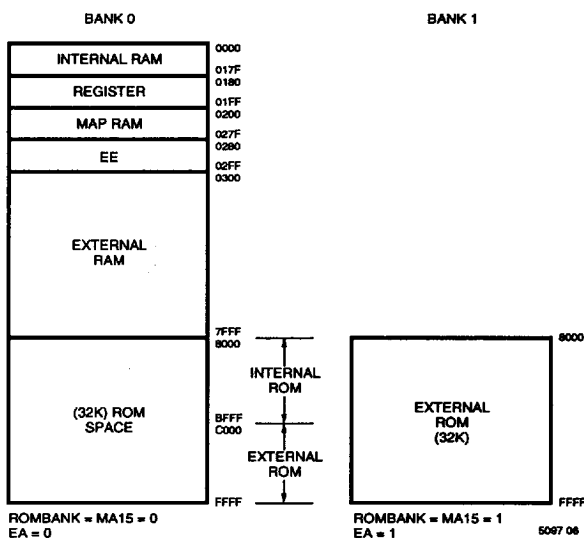 BANK 0
BANK 1
INTERNAL RAM
0000
017F
REGISTER
0180
01FF
MAP RAM
0200
027F
EE
0280
02FF
0300
EXTERNAL
RAM
7FFF
8000
8000
INTERNAL
ROM
(32K) ROM
SPACE
BFFF
C000
EXTERNAL
ROM
EXTERNAL
ROM
(32K)
FFFF
FFFF
ROMBANK = MA15 = 0
EA = 0
ROMBANK = MA15 = 1
EA = 1
5097 06